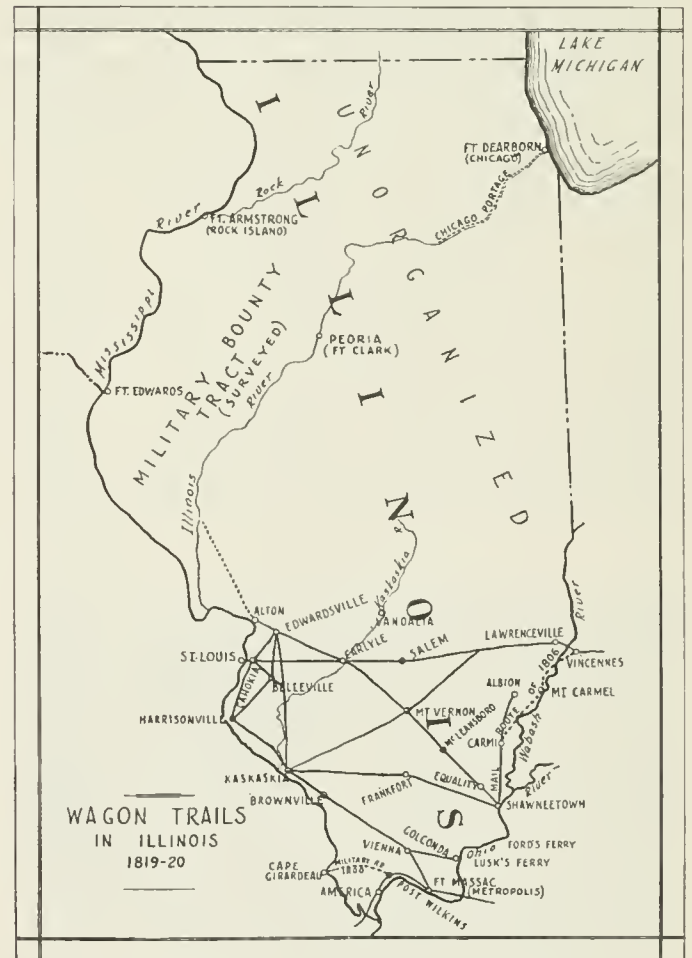 LAKE
MICHIGAN
ILLINOIS
UNORGANIZED
River
Rock
FT DEARBORN
(CHICAGO)
CHICAGO PORTAGE
River
FT. ARMSTRONG
(ROCK ISLAND)
Mississippi
MILITARY BOUNTY
TRACT
(SURVEYED)
PEORIA
(FT CLARK)
River
FT. EDWARDS
Illinois
R
Kaskaskia
VANDALIA
ALTON
EDWARDSVILLE
LAWRENCEVILLE
River
ST. LOUIS
CARLYLE
SALEM
VINCENNES
CAHOKIA
BELLEVILLE
ALBION
ROUTE OF 1806
MT CARMEL
HARRISONVILL
MT VERNON
McLEANSBORO
CARMI
Wabash
KASKASKIA
FRANKFORT
EQUALITY
MAIL
River
BROWNVILLE
SHAWNEETOWN
WAGON TRAILS
IN ILLINOIS
1819-20
VIENNA
GOLCONDA
Ohio
FORD'S FERRY
LUSK'S FERRY
CAPE
GIRARDEAU
MILITARY RD
AMERICA
POST WILKINS
FT MASSAC
(METROPOLIS)